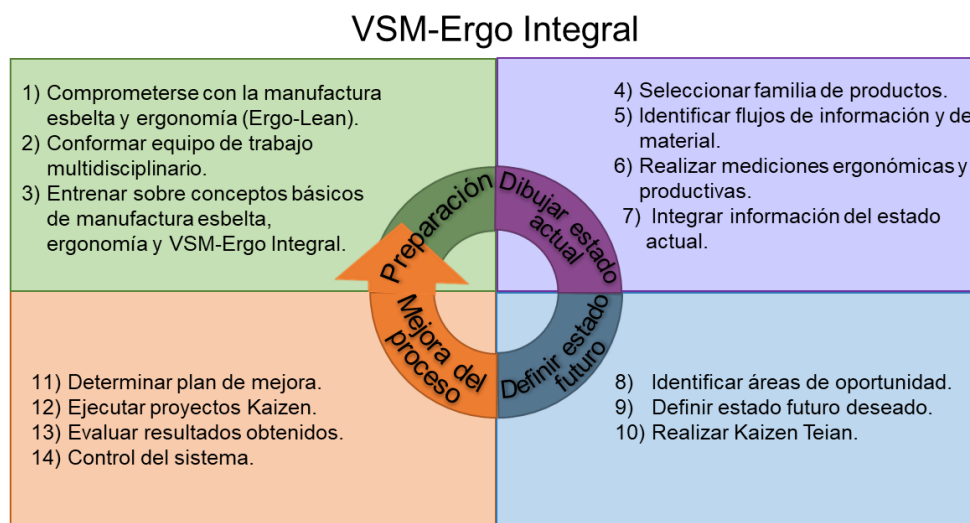 VSM-Ergo Integral
1) Comprometerse con la manufactura
esbelta y ergonomía (Ergo-Lean).
2) Conformar equipo de trabajo
multidisciplinario.
3) Entrenar sobre conceptos básicos
de manufactura esbelta,
ergonomía y VSM-Ergo Integral.
4) Seleccionar familia de productos.
5) Identificar flujos de información y de
material.
6) Realizar mediciones ergonómicas y
productivas.
7) Integrar información del estado
actual.
Preparación
Dibujar estado
actual
Mejora del
proceso
Definir estado
futuro
11) Determinar plan de mejora.
12) Ejecutar proyectos Kaizen.
13) Evaluar resultados obtenidos.
14) Control del sistema.
8) Identificar áreas de oportunidad.
9) Definir estado futuro deseado.
10) Realizar Kaizen Teian.